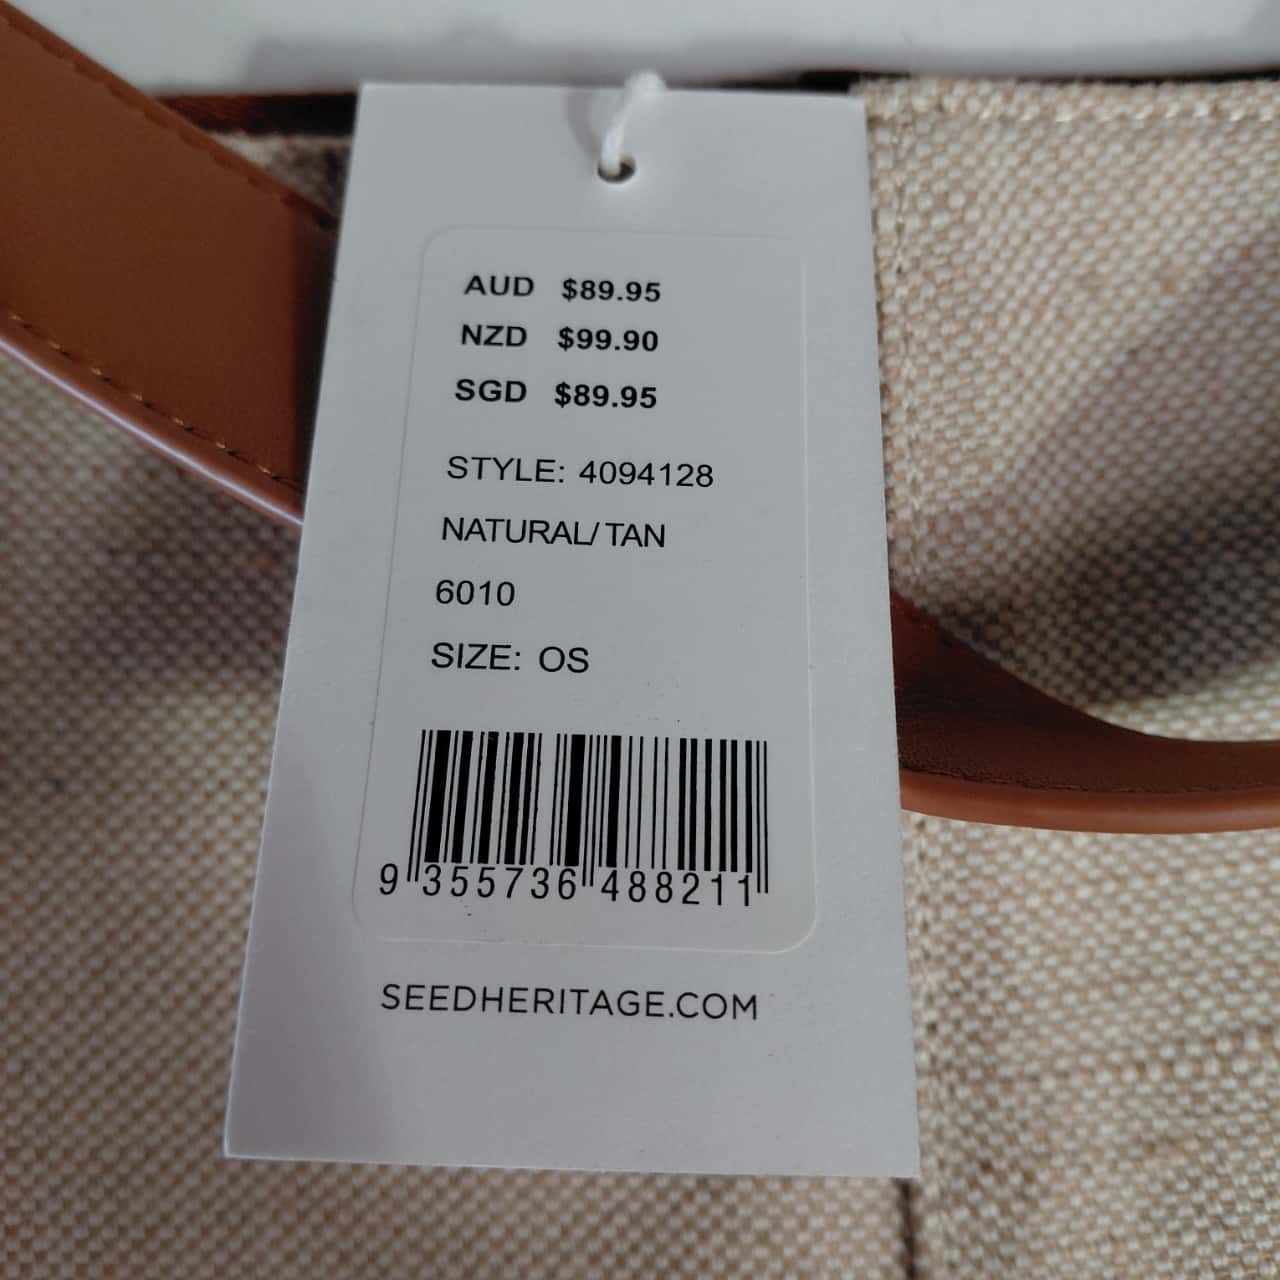 AUD $89.95
NZD $99.90
SGD $89.95
STYLE: 4094128
NATURAL/TAN
6010
SIZE: OS
9 355736 488211
SEEDHERITAGE.COM